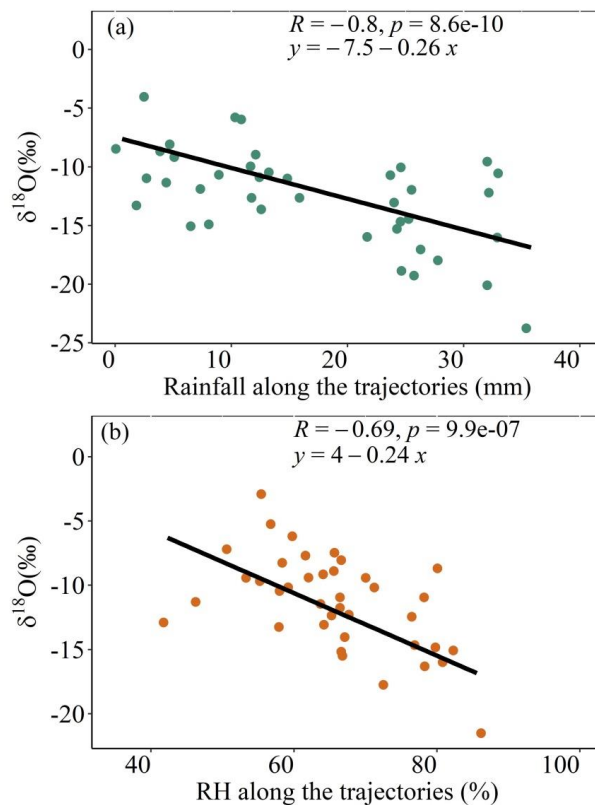 (a)
R = −0.8, p = 8.6e-10
y = −7.5 − 0.26 x
0
-5
-10
-15
-20
-25
δ¹⁸O(‰)
0 10 20 30 40
Rainfall along the trajectories (mm)
(b)
R = −0.69, p = 9.9e-07
y = 4 − 0.24 x
0
-5
-10
-15
-20
δ¹⁸O(‰)
40 60 80 100
RH along the trajectories (%)